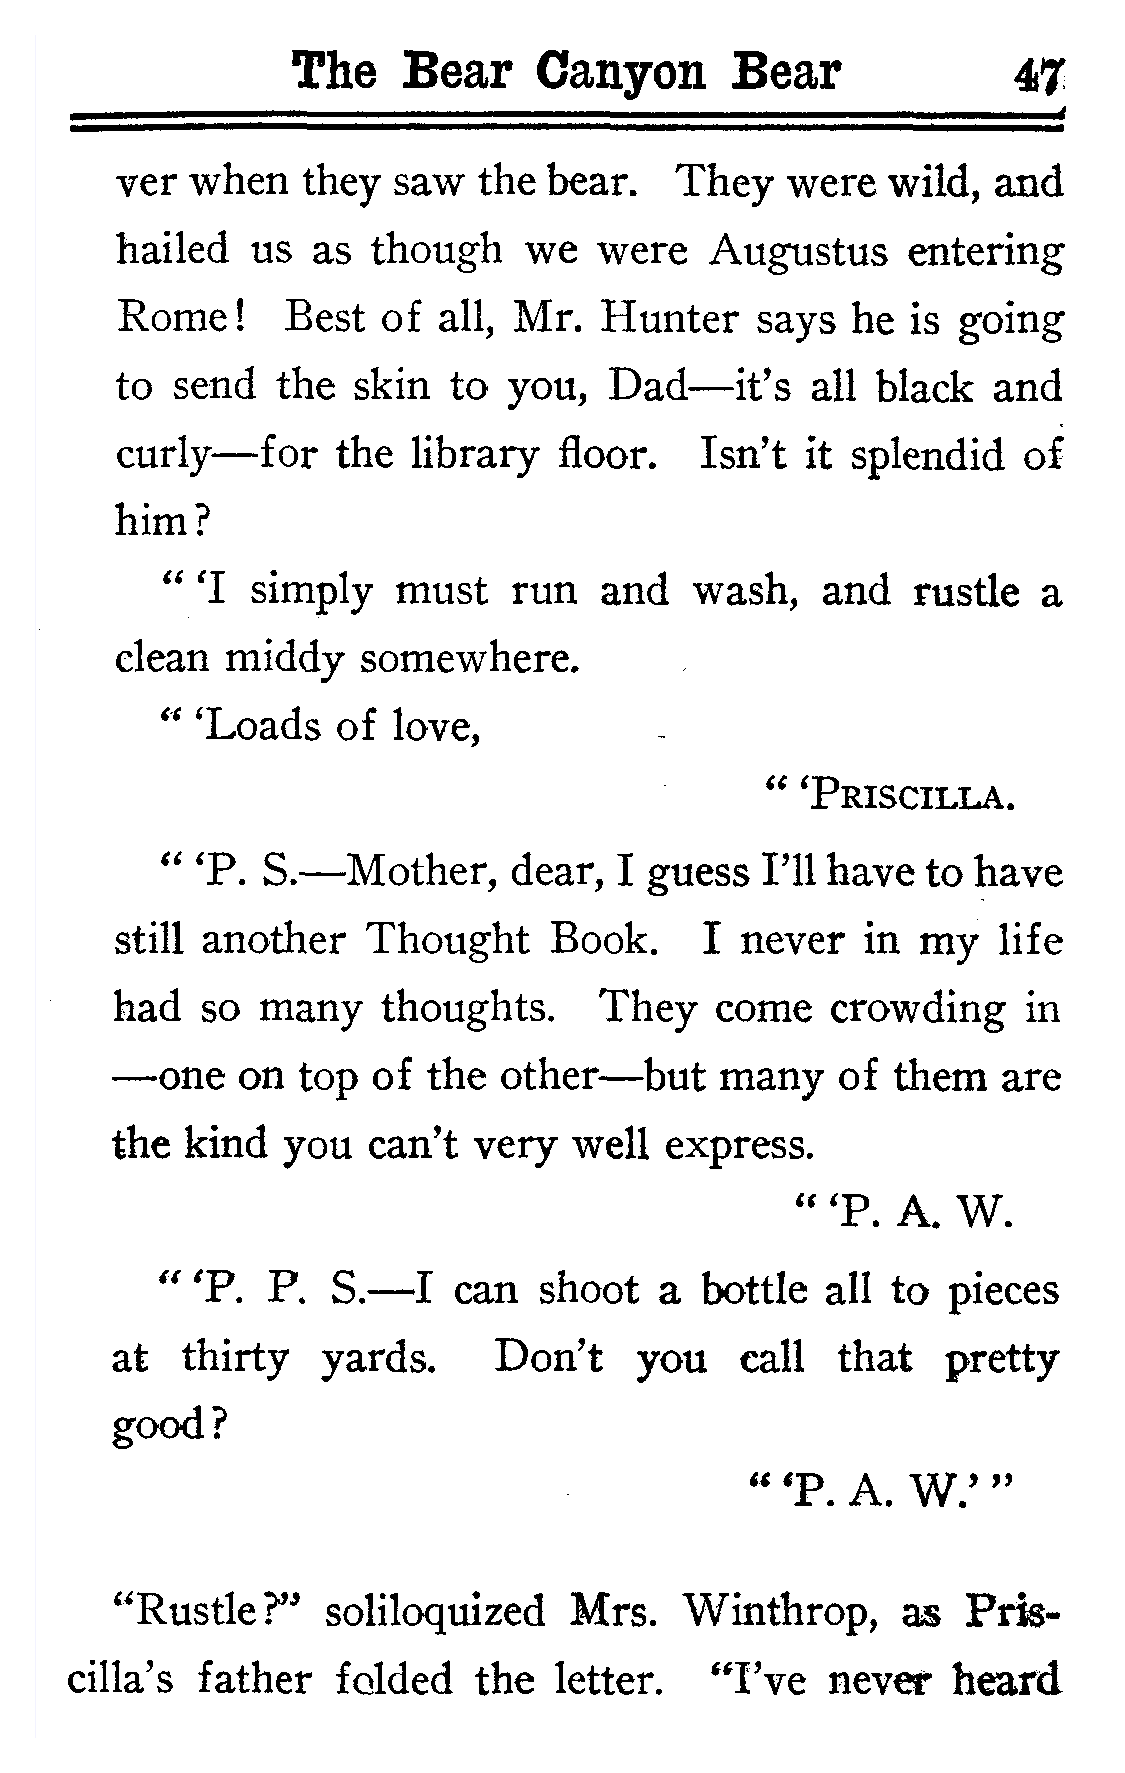 The Bear Canyon Bear 47
ver when they saw the bear. They were wild, and
hailed us as though we were Augustus entering
Rome! Best of all, Mr. Hunter says he is going
to send the skin to you, Dad—it's all black and
curly—for the library floor. Isn't it splendid of
him?
" 'I simply must run and wash, and rustle a
clean middy somewhere.
" 'Loads of love,
" 'PRISCILLA.
" 'P. S.—Mother, dear, I guess I'll have to have
still another Thought Book. I never in my life
had so many thoughts. They come crowding in
—one on top of the other—but many of them are
the kind you can't very well express.
" 'P. A. W.
" 'P. P. S.—I can shoot a bottle all to pieces
at thirty yards. Don't you call that pretty
good?
" 'P. A. W.' "
"Rustle?" soliloquized Mrs. Winthrop, as Pris-
cilla's father folded the letter. "I've never heard